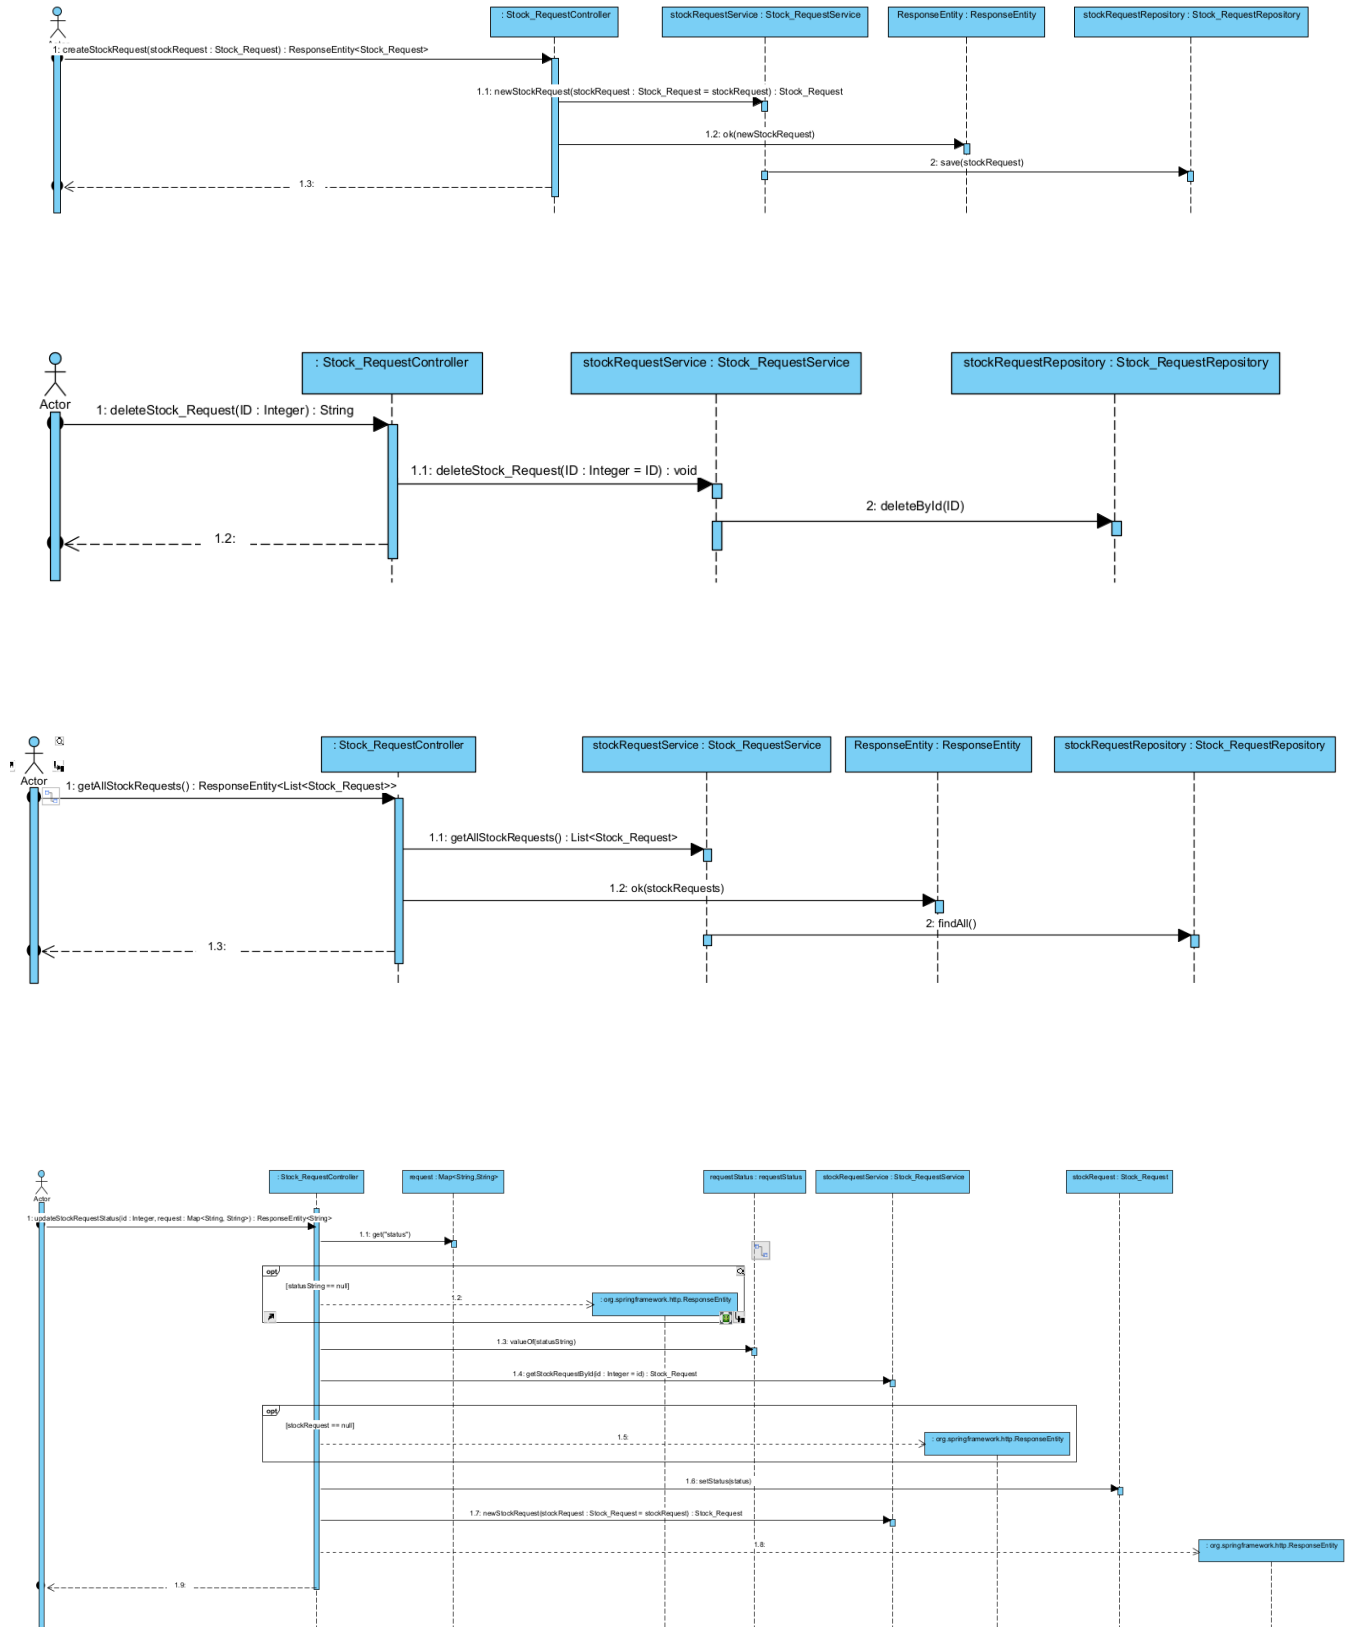 : Stock_RequestController
stockRequestService : Stock_RequestService
ResponseEntity : ResponseEntity
stockRequestRepository : Stock_RequestRepository
1: createStockRequest(stockRequest : Stock_Request) : ResponseEntity<Stock_Request>
1.1: newStockRequest(stockRequest : Stock_Request = stockRequest) : Stock_Request
1.2: ok(newStockRequest)
2: save(stockRequest)
1.3:
: Stock_RequestController
stockRequestService : Stock_RequestService
stockRequestRepository : Stock_RequestRepository
Actor
1: deleteStock_Request(ID : Integer) : String
1.1: deleteStock_Request(ID : Integer = ID) : void
2: deleteById(ID)
1.2:
: Stock_RequestController
stockRequestService : Stock_RequestService
ResponseEntity : ResponseEntity
stockRequestRepository : Stock_RequestRepository
Actor
1: getAllStockRequests() : ResponseEntity<List<Stock_Request>>
1.1: getAllStockRequests() : List<Stock_Request>
1.2: ok(stockRequests)
2: findAll()
1.3:
: Stock_RequestController
request : Map<String,String>
requestStatus : requestStatus
stockRequestService : Stock_RequestService
stockRequest : Stock_Request
Actor
1: updateStockRequestStatus(id : Integer, request : Map<String, String>) : ResponseEntity<String>
1.1: get("status")
opt
[statusString == null]
1.2:
: org.springframework.http.ResponseEntity
1.3: valueOf(statusString)
1.4: getStockRequestById(id : Integer = id) : Stock_Request
opt
[stockRequest == null]
1.5:
: org.springframework.http.ResponseEntity
1.6: setStatus(status)
1.7: newStockRequest(stockRequest : Stock_Request = stockRequest) : Stock_Request
1.8:
: org.springframework.http.ResponseEntity
1.9: